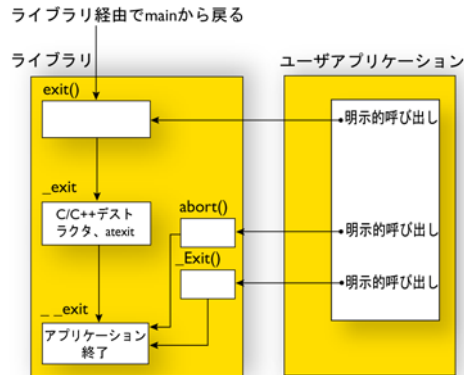 ライブラリ経由でmainから戻る
ライブラリ
ユーザアプリケーション
exit()
明示的呼び出し
_exit
C/C++デスト
ラクタ、atexit
abort()
明示的呼び出し
_Exit()
明示的呼び出し
_ _exit
アプリケーション
終了